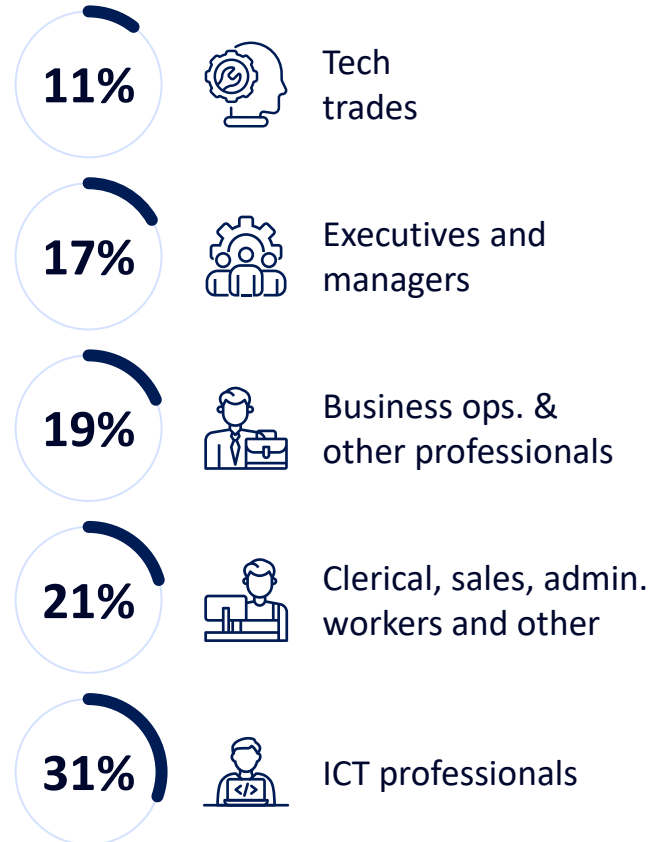 11%
Tech
trades
17%
Executives and
managers
19%
Business ops. &
other professionals
21%
Clerical, sales, admin.
workers and other
31%
</>
ICT professionals